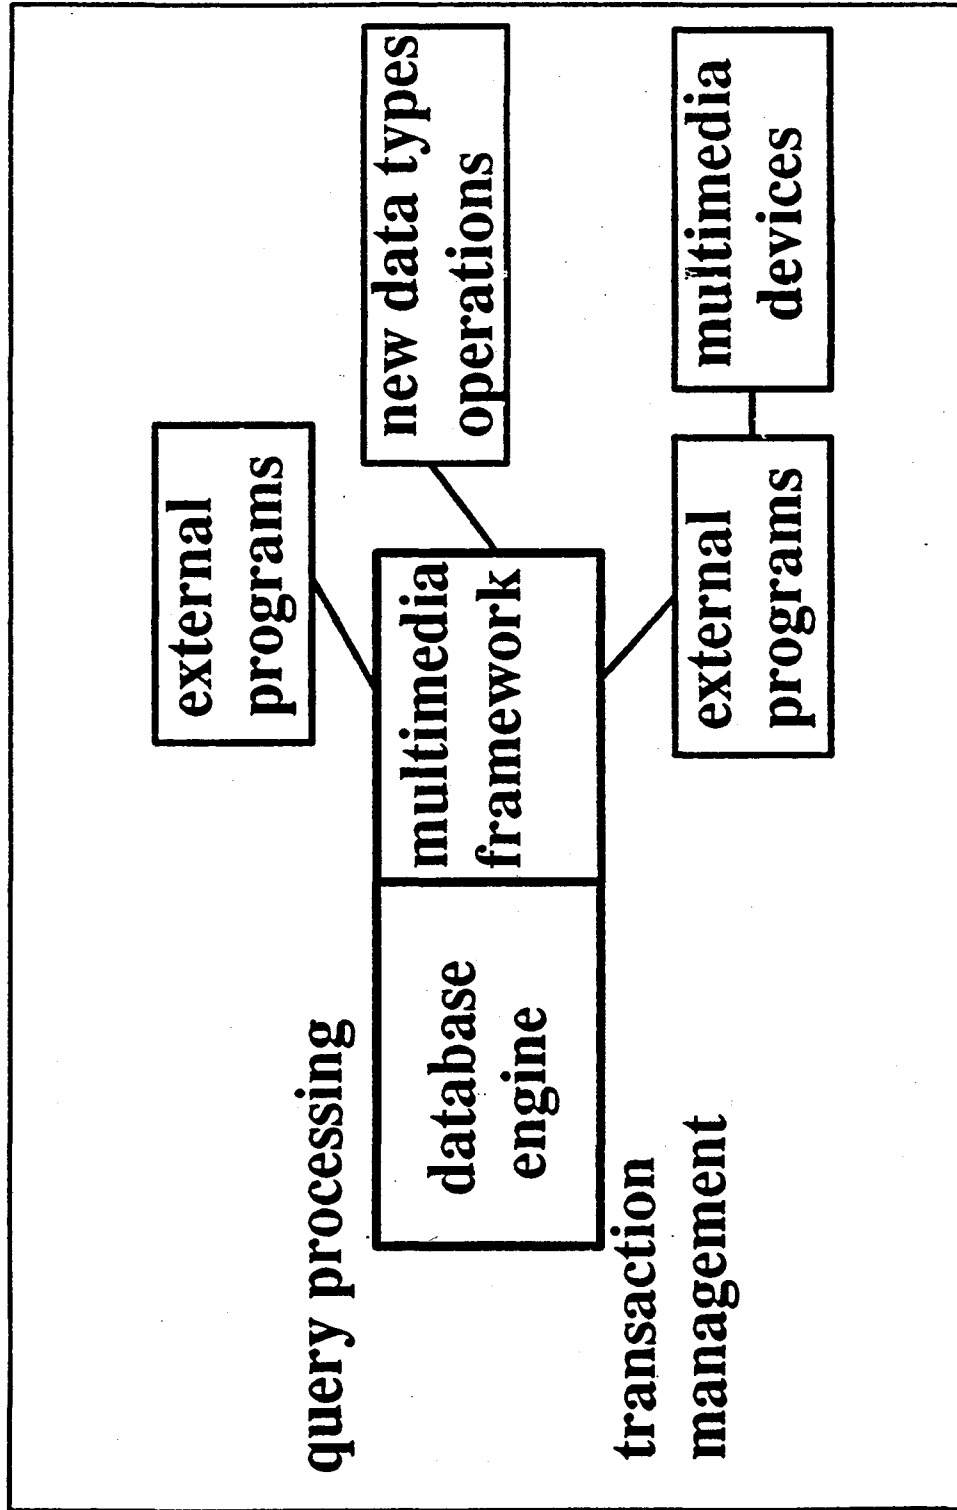 external
programs
new data types
operations
query processing
database
engine
multimedia
framework
transaction
management
external
programs
multimedia
devices